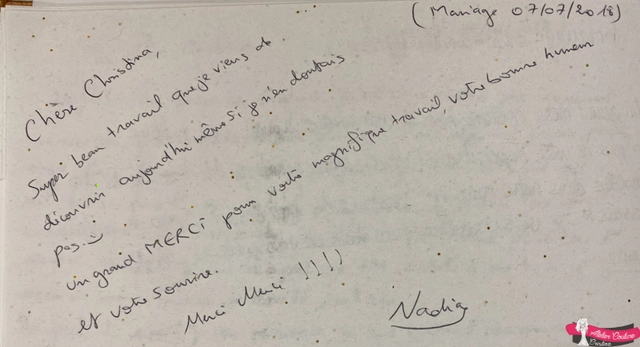 (Mariage 07/07/2018)
Chère Christina,
Super beau travail que je viens de
découvrir aujourd'hui même si je n'en doutais
pas. :)
un grand MERCI pour votre magnifique travail, votre bonne humeur
et votre sourire.
Merci Merci !!!!
Nadia
Atelier Couture